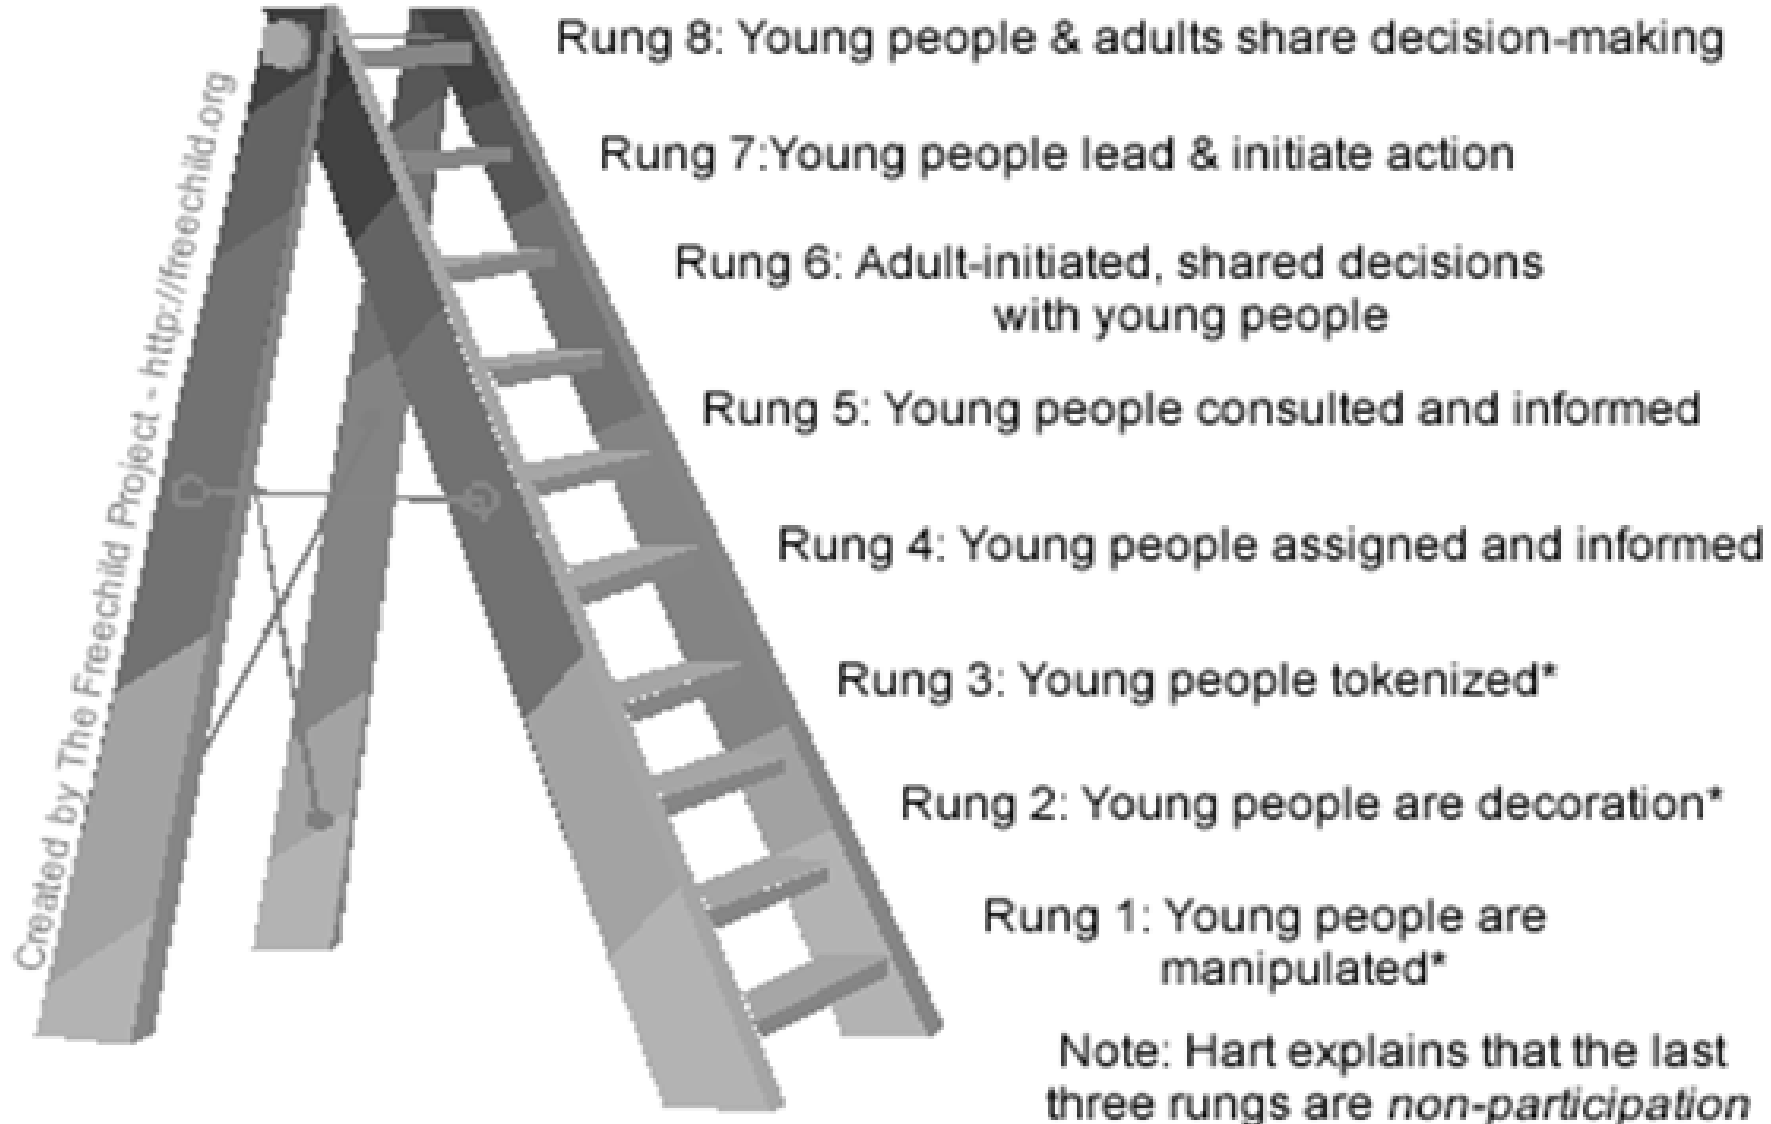 Rung 8: Young people & adults share decision-making
Rung 7:Young people lead & initiate action
Rung 6: Adult-initiated, shared decisions
with young people
Rung 5: Young people consulted and informed
Rung 4: Young people assigned and informed
Rung 3: Young people tokenized*
Rung 2: Young people are decoration*
Rung 1: Young people are
manipulated*
Note: Hart explains that the last
three rungs are non-participation
Created by The Freechild Project - http://freechild.org